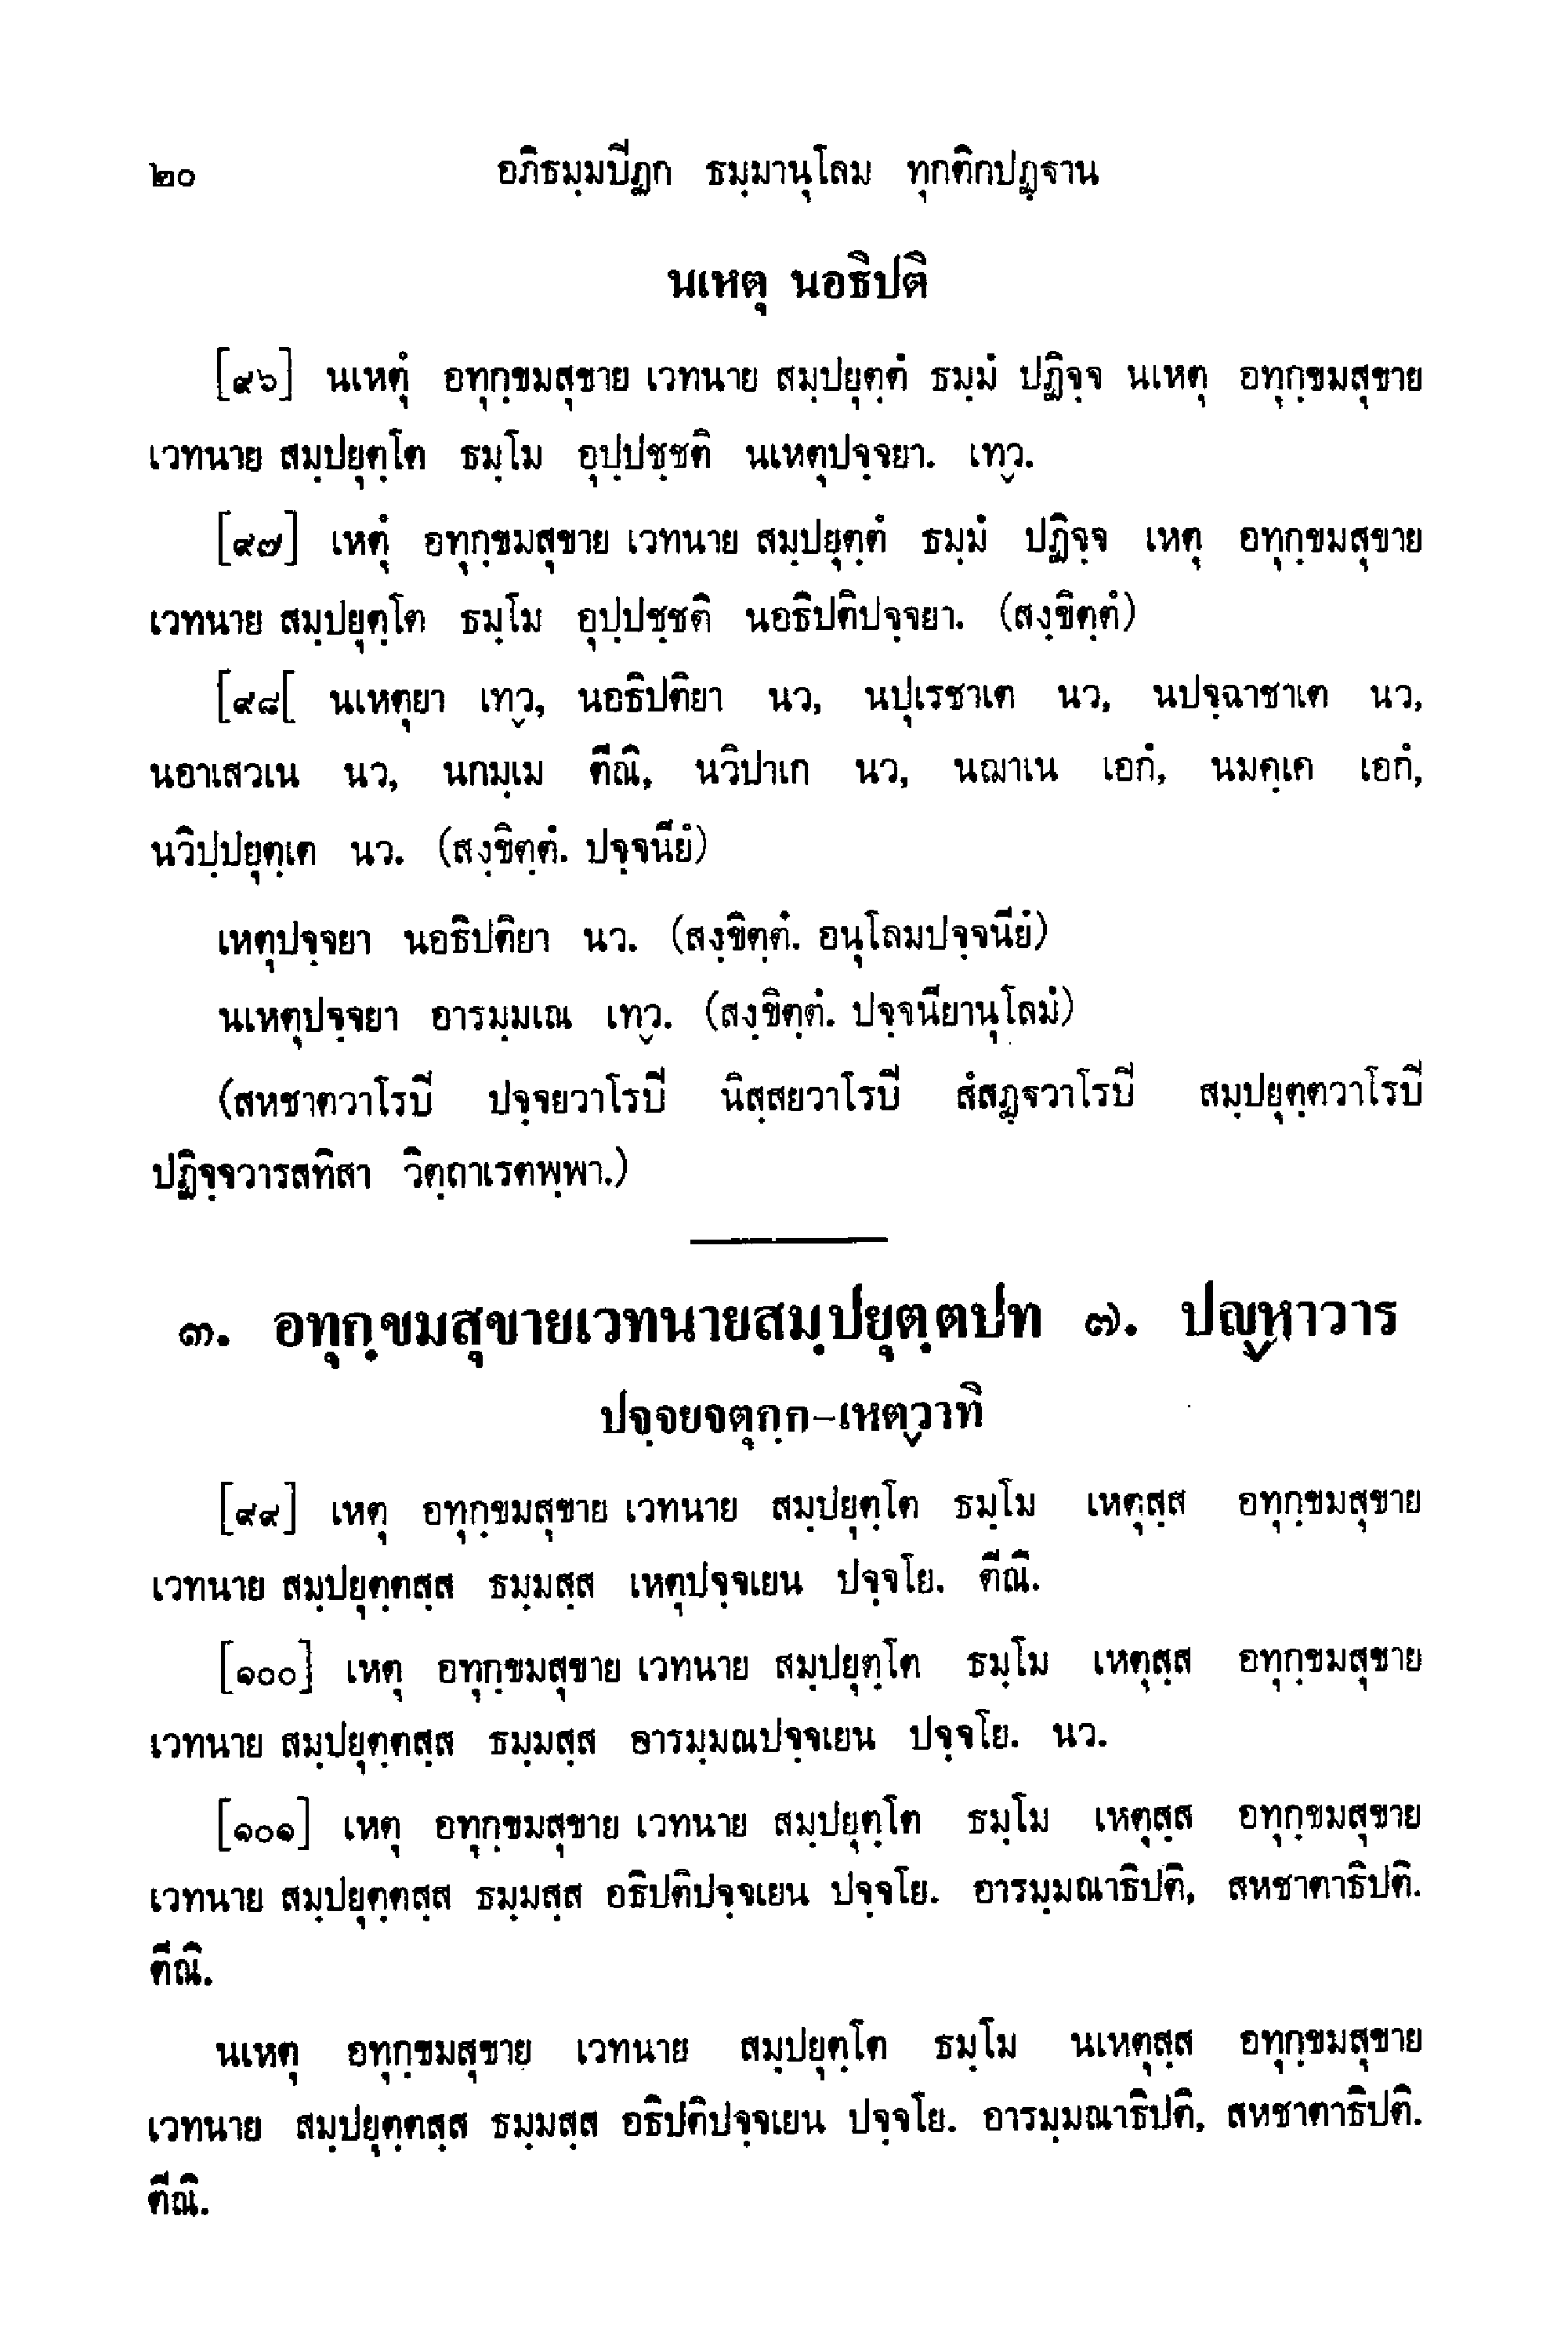 ๒๐ อภิธมฺมปีฏก ธมฺมานุโลม ทุกติกปฏฺฐาน
นเหตุ นอธิปติ
[๙๖] นเหตุํ อทุกฺขมสุขาย เวทนาย สมฺปยุตฺตํ ธมฺมํ ปฏิจฺจ นเหตุ อทุกฺขมสุขาย
เวทนาย สมฺปยุตฺโต ธมฺโม อุปฺปชฺชติ นเหตุปจฺจยา. เทฺว.
[๙๗] เหตุํ อทุกฺขมสุขาย เวทนาย สมฺปยุตฺตํ ธมฺมํ ปฏิจฺจ เหตุ อทุกฺขมสุขาย
เวทนาย สมฺปยุตฺโต ธมฺโม อุปฺปชฺชติ นอธิปติปจฺจยา. (สงฺขิตฺตํ)
[๙๘[ นเหตุยา เทฺว, นอธิปติยา นว, นปุเรชาเต นว, นปจฺฉาชาเต นว,
นอาเสวเน นว, นกมฺเม ตีณิ, นวิปาเก นว, นฌาเน เอกํ, นมคฺเค เอกํ,
นวิปฺปยุตฺเต นว. (สงฺขิตฺตํ. ปจฺจนียํ)
เหตุปจฺจยา นอธิปติยา นว. (สงฺขิตฺตํ. อนุโลมปจฺจนียํ)
นเหตุปจฺจยา อารมฺมเณ เทฺว. (สงฺขิตฺตํ. ปจฺจนียานุโลมํ)
(สหชาตวาโรปี ปจฺจยวาโรปี นิสฺสยวาโรปี สํสฏฺฐวาโรปี สมฺปยุตฺตวาโรปี
ปฏิจฺจวารสทิสา วิตฺถาเรตพฺพา.)
๓. อทุกฺขมสุขายเวทนายสมฺปยุตฺตปท ๗. ปญฺหาวาร
ปจฺจยจตุกฺก-เหตฺวาทิ
[๙๙] เหตุ อทุกฺขมสุขาย เวทนาย สมฺปยุตฺโต ธมฺโม เหตุสฺส อทุกฺขมสุขาย
เวทนาย สมฺปยุตฺตสฺส ธมฺมสฺส เหตุปจฺจเยน ปจฺจโย. ตีณิ.
[๑๐๐] เหตุ อทุกฺขมสุขาย เวทนาย สมฺปยุตฺโต ธมฺโม เหตุสฺส อทุกฺขมสุขาย
เวทนาย สมฺปยุตฺตสฺส ธมฺมสฺส อารมฺมณปจฺจเยน ปจฺจโย. นว.
[๑๐๑] เหตุ อทุกฺขมสุขาย เวทนาย สมฺปยุตฺโต ธมฺโม เหตุสฺส อทุกฺขมสุขาย
เวทนาย สมฺปยุตฺตสฺส ธมฺมสฺส อธิปติปจฺจเยน ปจฺจโย. อารมฺมณาธิปติ, สหชาตาธิปติ.
ตีณิ.
นเหตุ อทุกฺขมสุขาย เวทนาย สมฺปยุตฺโต ธมฺโม นเหตุสฺส อทุกฺขมสุขาย
เวทนาย สมฺปยุตฺตสฺส ธมฺมสฺส อธิปติปจฺจเยน ปจฺจโย. อารมฺมณาธิปติ, สหชาตาธิปติ.
ตีณิ.